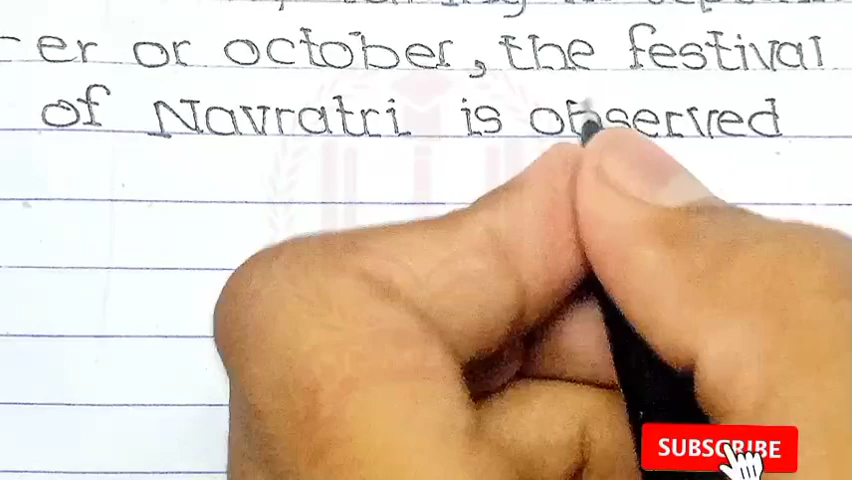 er or october, the festival
of Navratri is observed
SUBSCRIBE